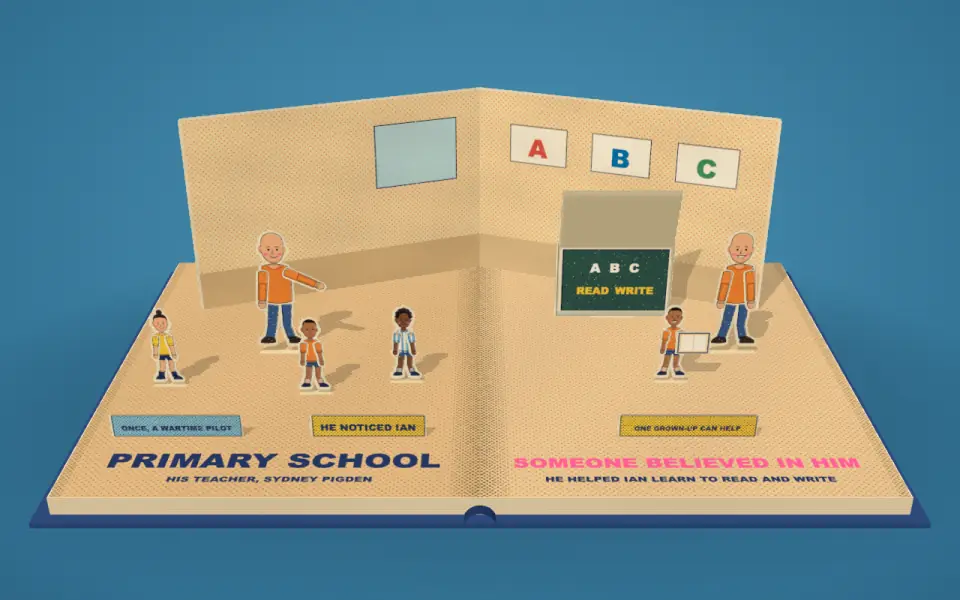 A
B
C
A B C
READ WRITE
ONCE, A WARTIME PILOT
HE NOTICED IAN
PRIMARY SCHOOL
HIS TEACHER, SYDNEY PIGDEN
ONE GROWN-UP CAN HELP
SOMEONE BELIEVED IN HIM
HE HELPED IAN LEARN TO READ AND WRITE